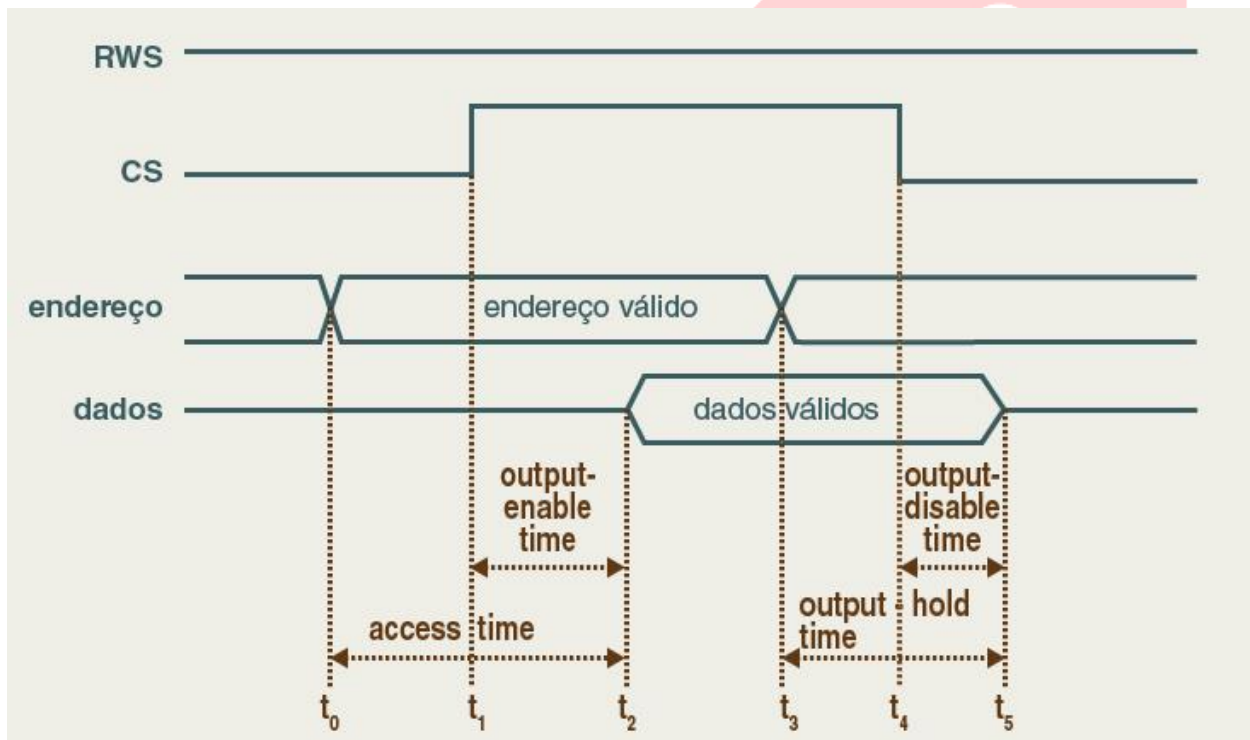 RWS
CS
endereço
endereço válido
dados
dados válidos
output-
enable
time
output-
disable
time
access time
output - hold
time
t₀
t₁
t₂
t₃
t₄
t₅